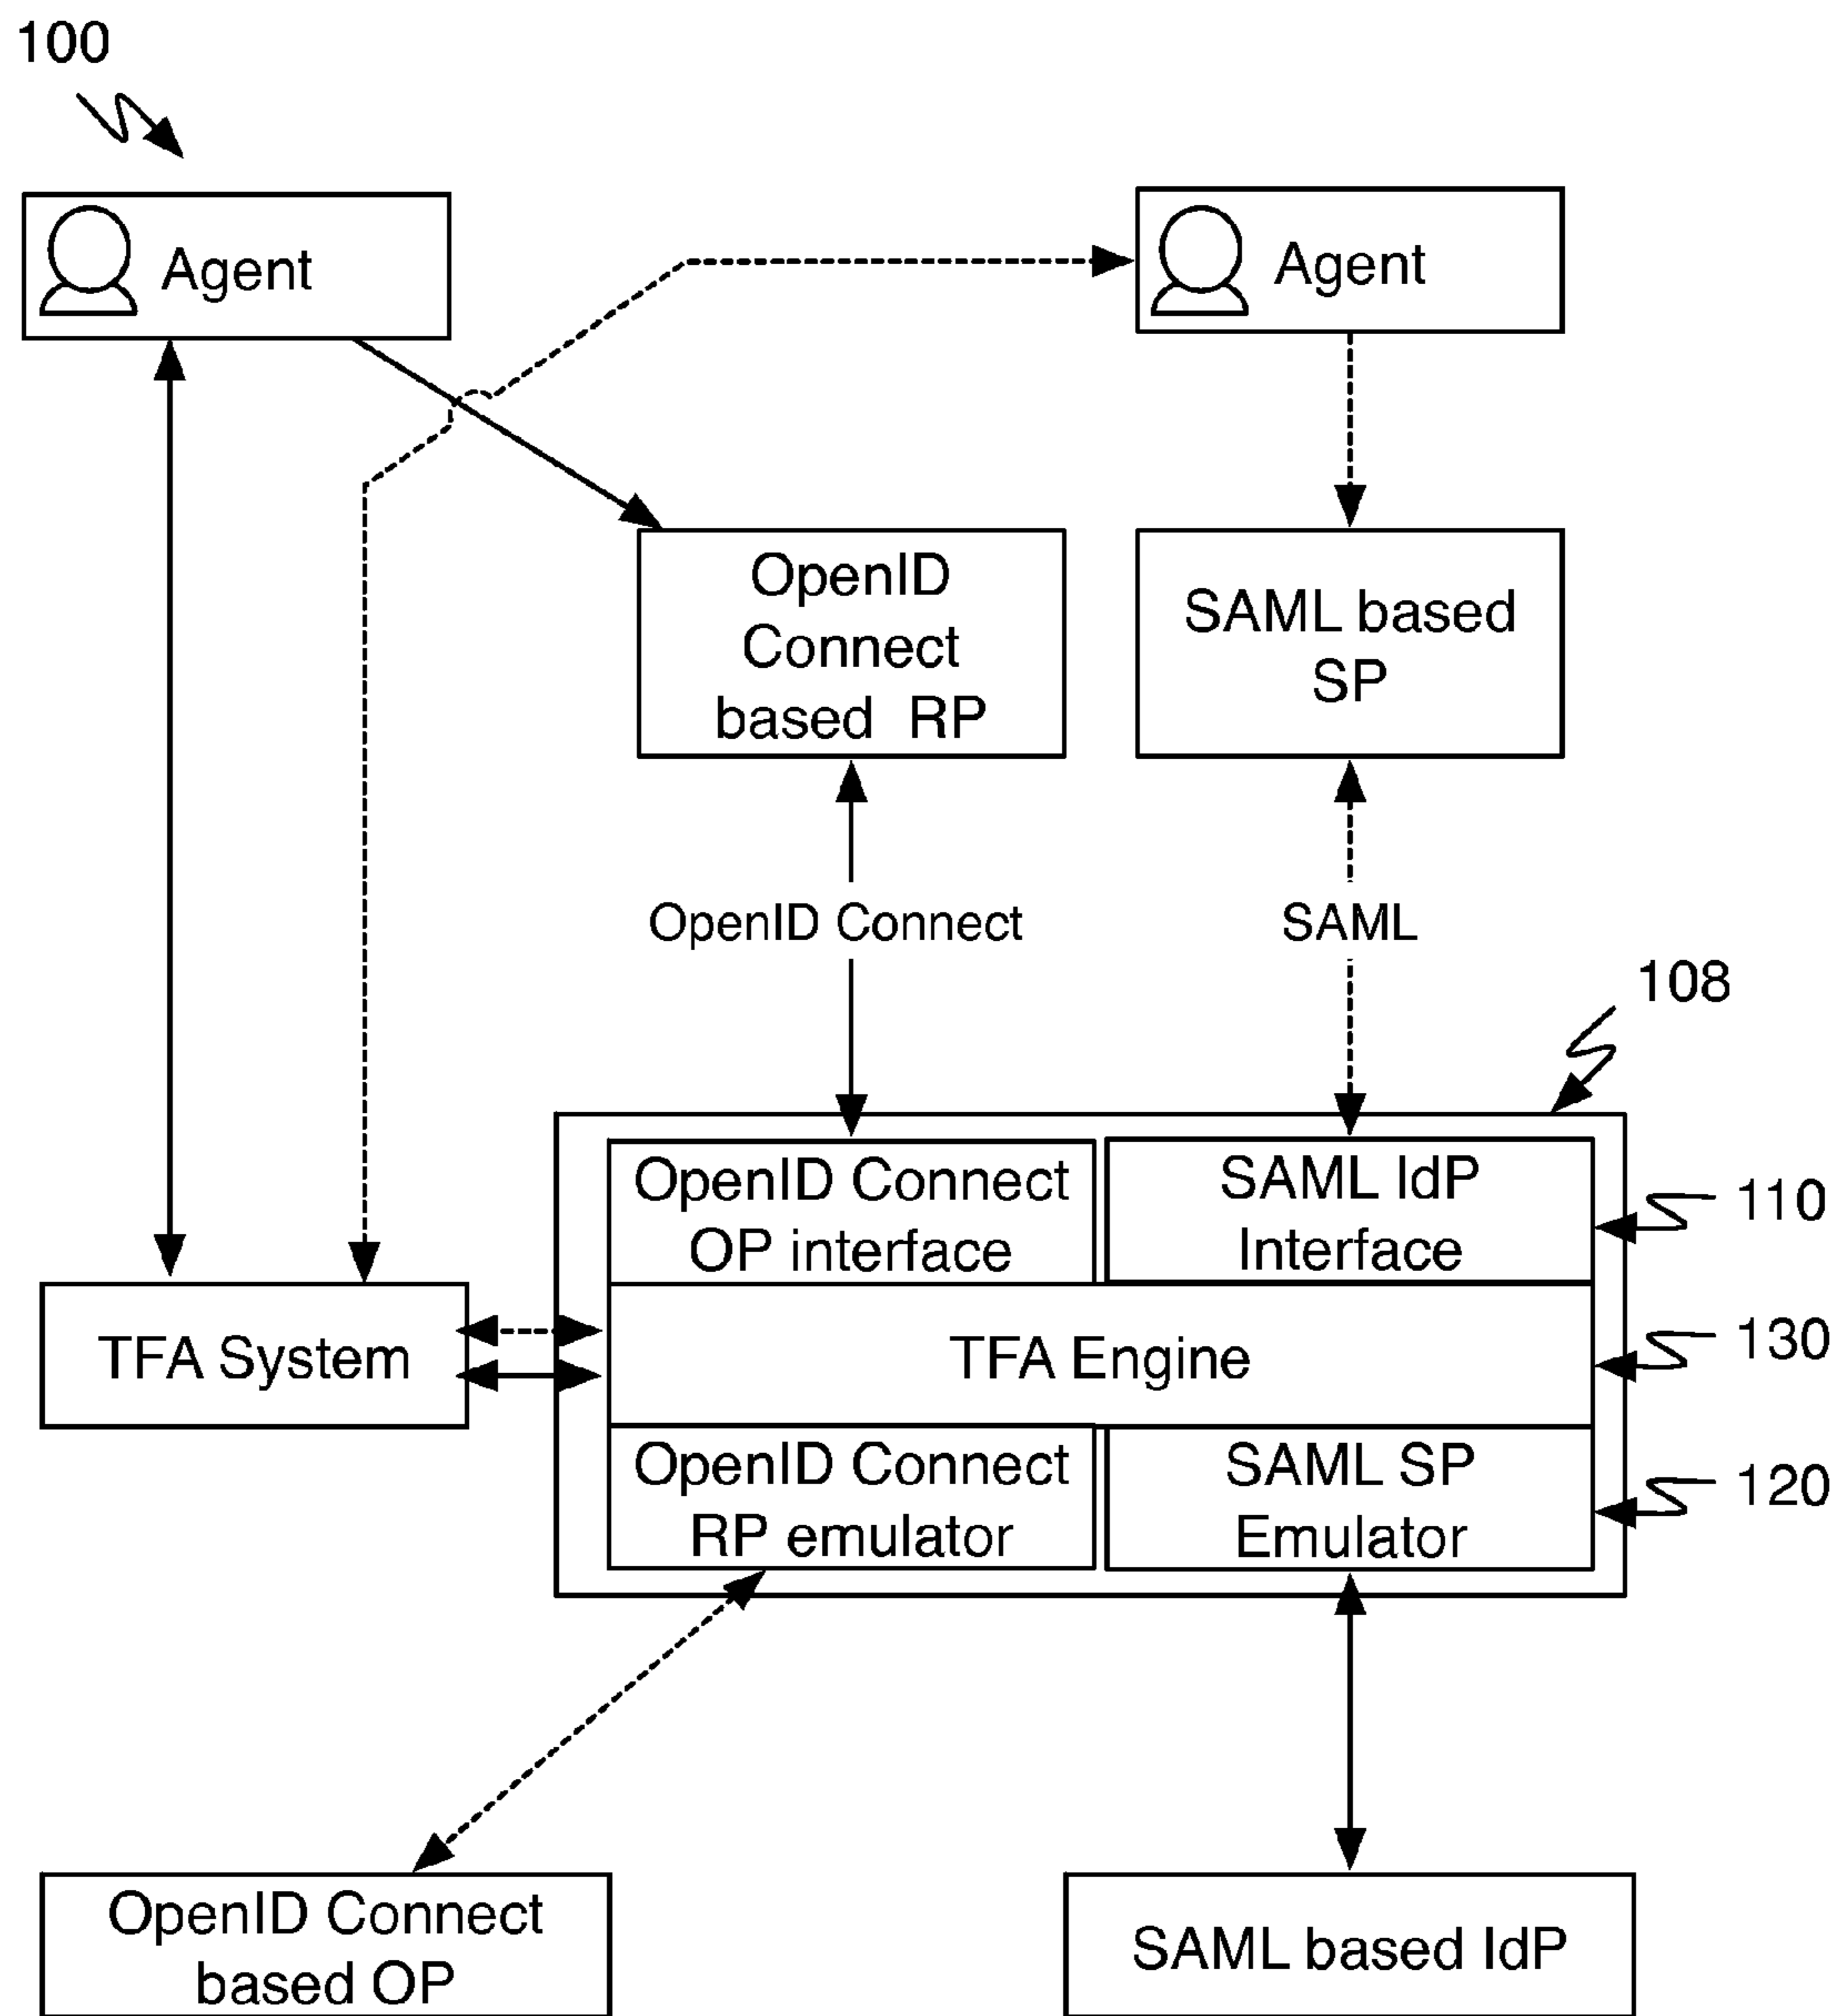 100
Agent
Agent
OpenID
Connect
based RP
SAML based
SP
OpenID Connect
SAML
108
OpenID Connect
OP interface
SAML IdP
Interface
110
TFA System
TFA Engine
130
OpenID Connect
RP emulator
SAML SP
Emulator
120
OpenID Connect
based OP
SAML based IdP